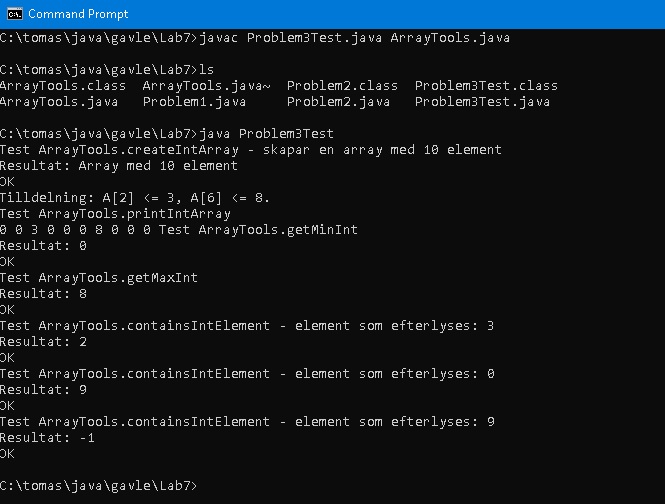 Command Prompt
C:\tomas\java\gavle\Lab7>javac Problem3Test.java ArrayTools.java
C:\tomas\java\gavle\Lab7>ls
ArrayTools.class  ArrayTools.java~  Problem2.class  Problem3Test.class
ArrayTools.java   Problem1.java     Problem2.java   Problem3Test.java
C:\tomas\java\gavle\Lab7>java Problem3Test
Test ArrayTools.createIntArray - skapar en array med 10 element
Resultat: Array med 10 element
OK
Tilldelning: A[2] <= 3, A[6] <= 8.
Test ArrayTools.printIntArray
0 0 3 0 0 0 8 0 0 0 Test ArrayTools.getMinInt
Resultat: 0
OK
Test ArrayTools.getMaxInt
Resultat: 8
OK
Test ArrayTools.containsIntElement - element som efterlyses: 3
Resultat: 2
OK
Test ArrayTools.containsIntElement - element som efterlyses: 0
Resultat: 9
OK
Test ArrayTools.containsIntElement - element som efterlyses: 9
Resultat: -1
OK
C:\tomas\java\gavle\Lab7>